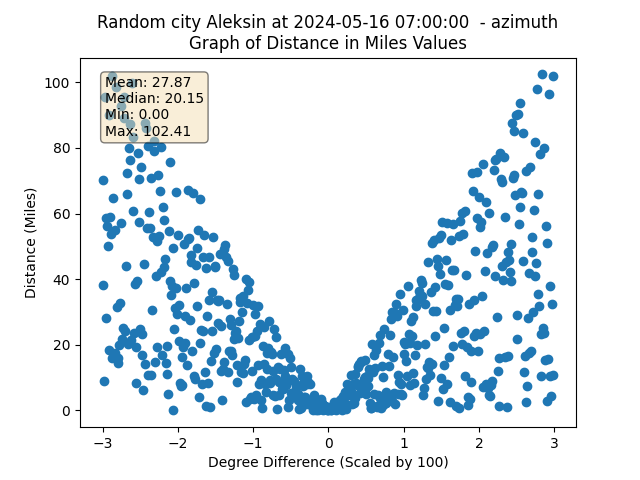 Random city Aleksin at 2024-05-16 07:00:00 - azimuth
Graph of Distance in Miles Values
Mean: 27.87
Median: 20.15
Min: 0.00
Max: 102.41
100
80
60
40
20
0
Distance (Miles)
−3 −2 −1 0 1 2 3
Degree Difference (Scaled by 100)